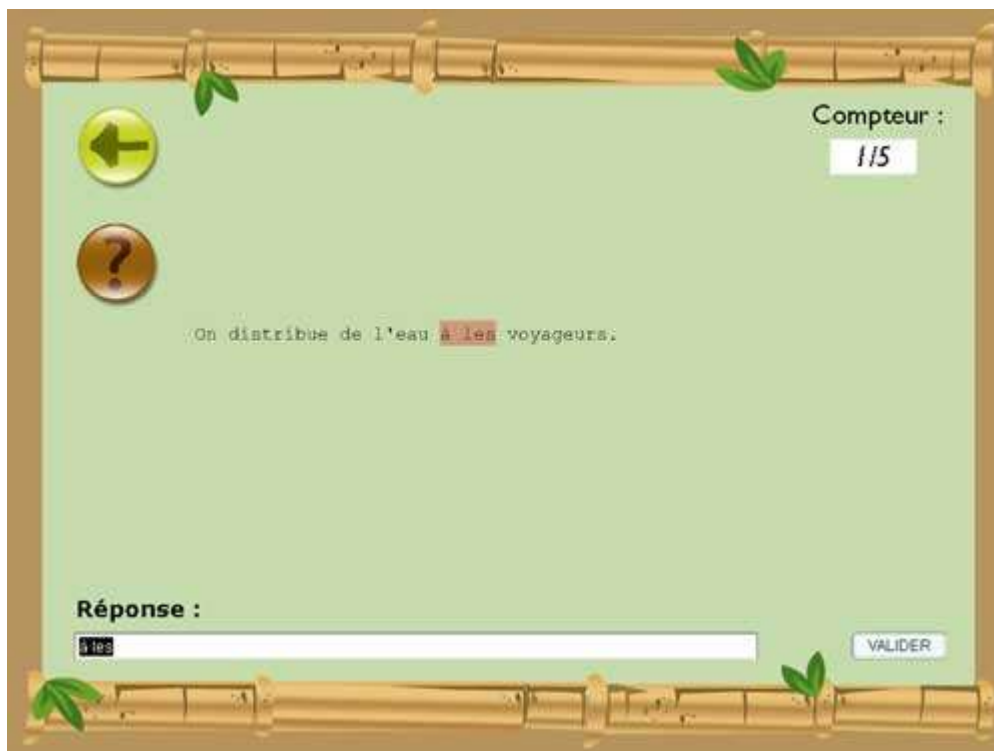 Compteur :
1/5
?
On distribue de l'eau à les voyageurs.
Réponse :
à les
VALIDER